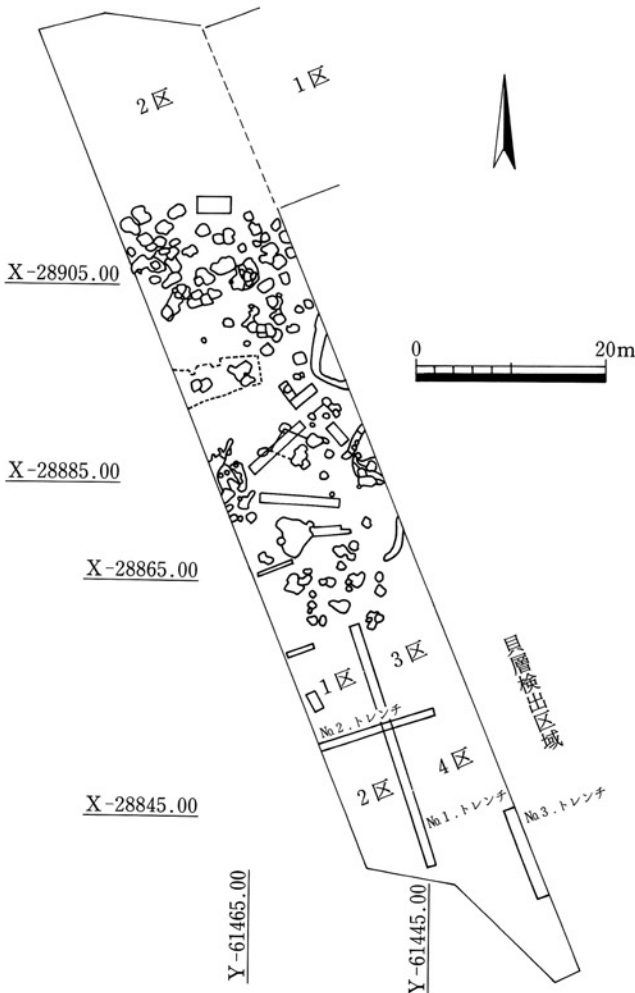 1区
2区
X-28905.00
0 20m
X-28885.00
X-28865.00
貝層検出区域
3区
1区
No.2.トレンチ
4区
2区
X-28845.00
No.1.トレンチ
No.3.トレンチ
Y-61465.00
Y-61445.00